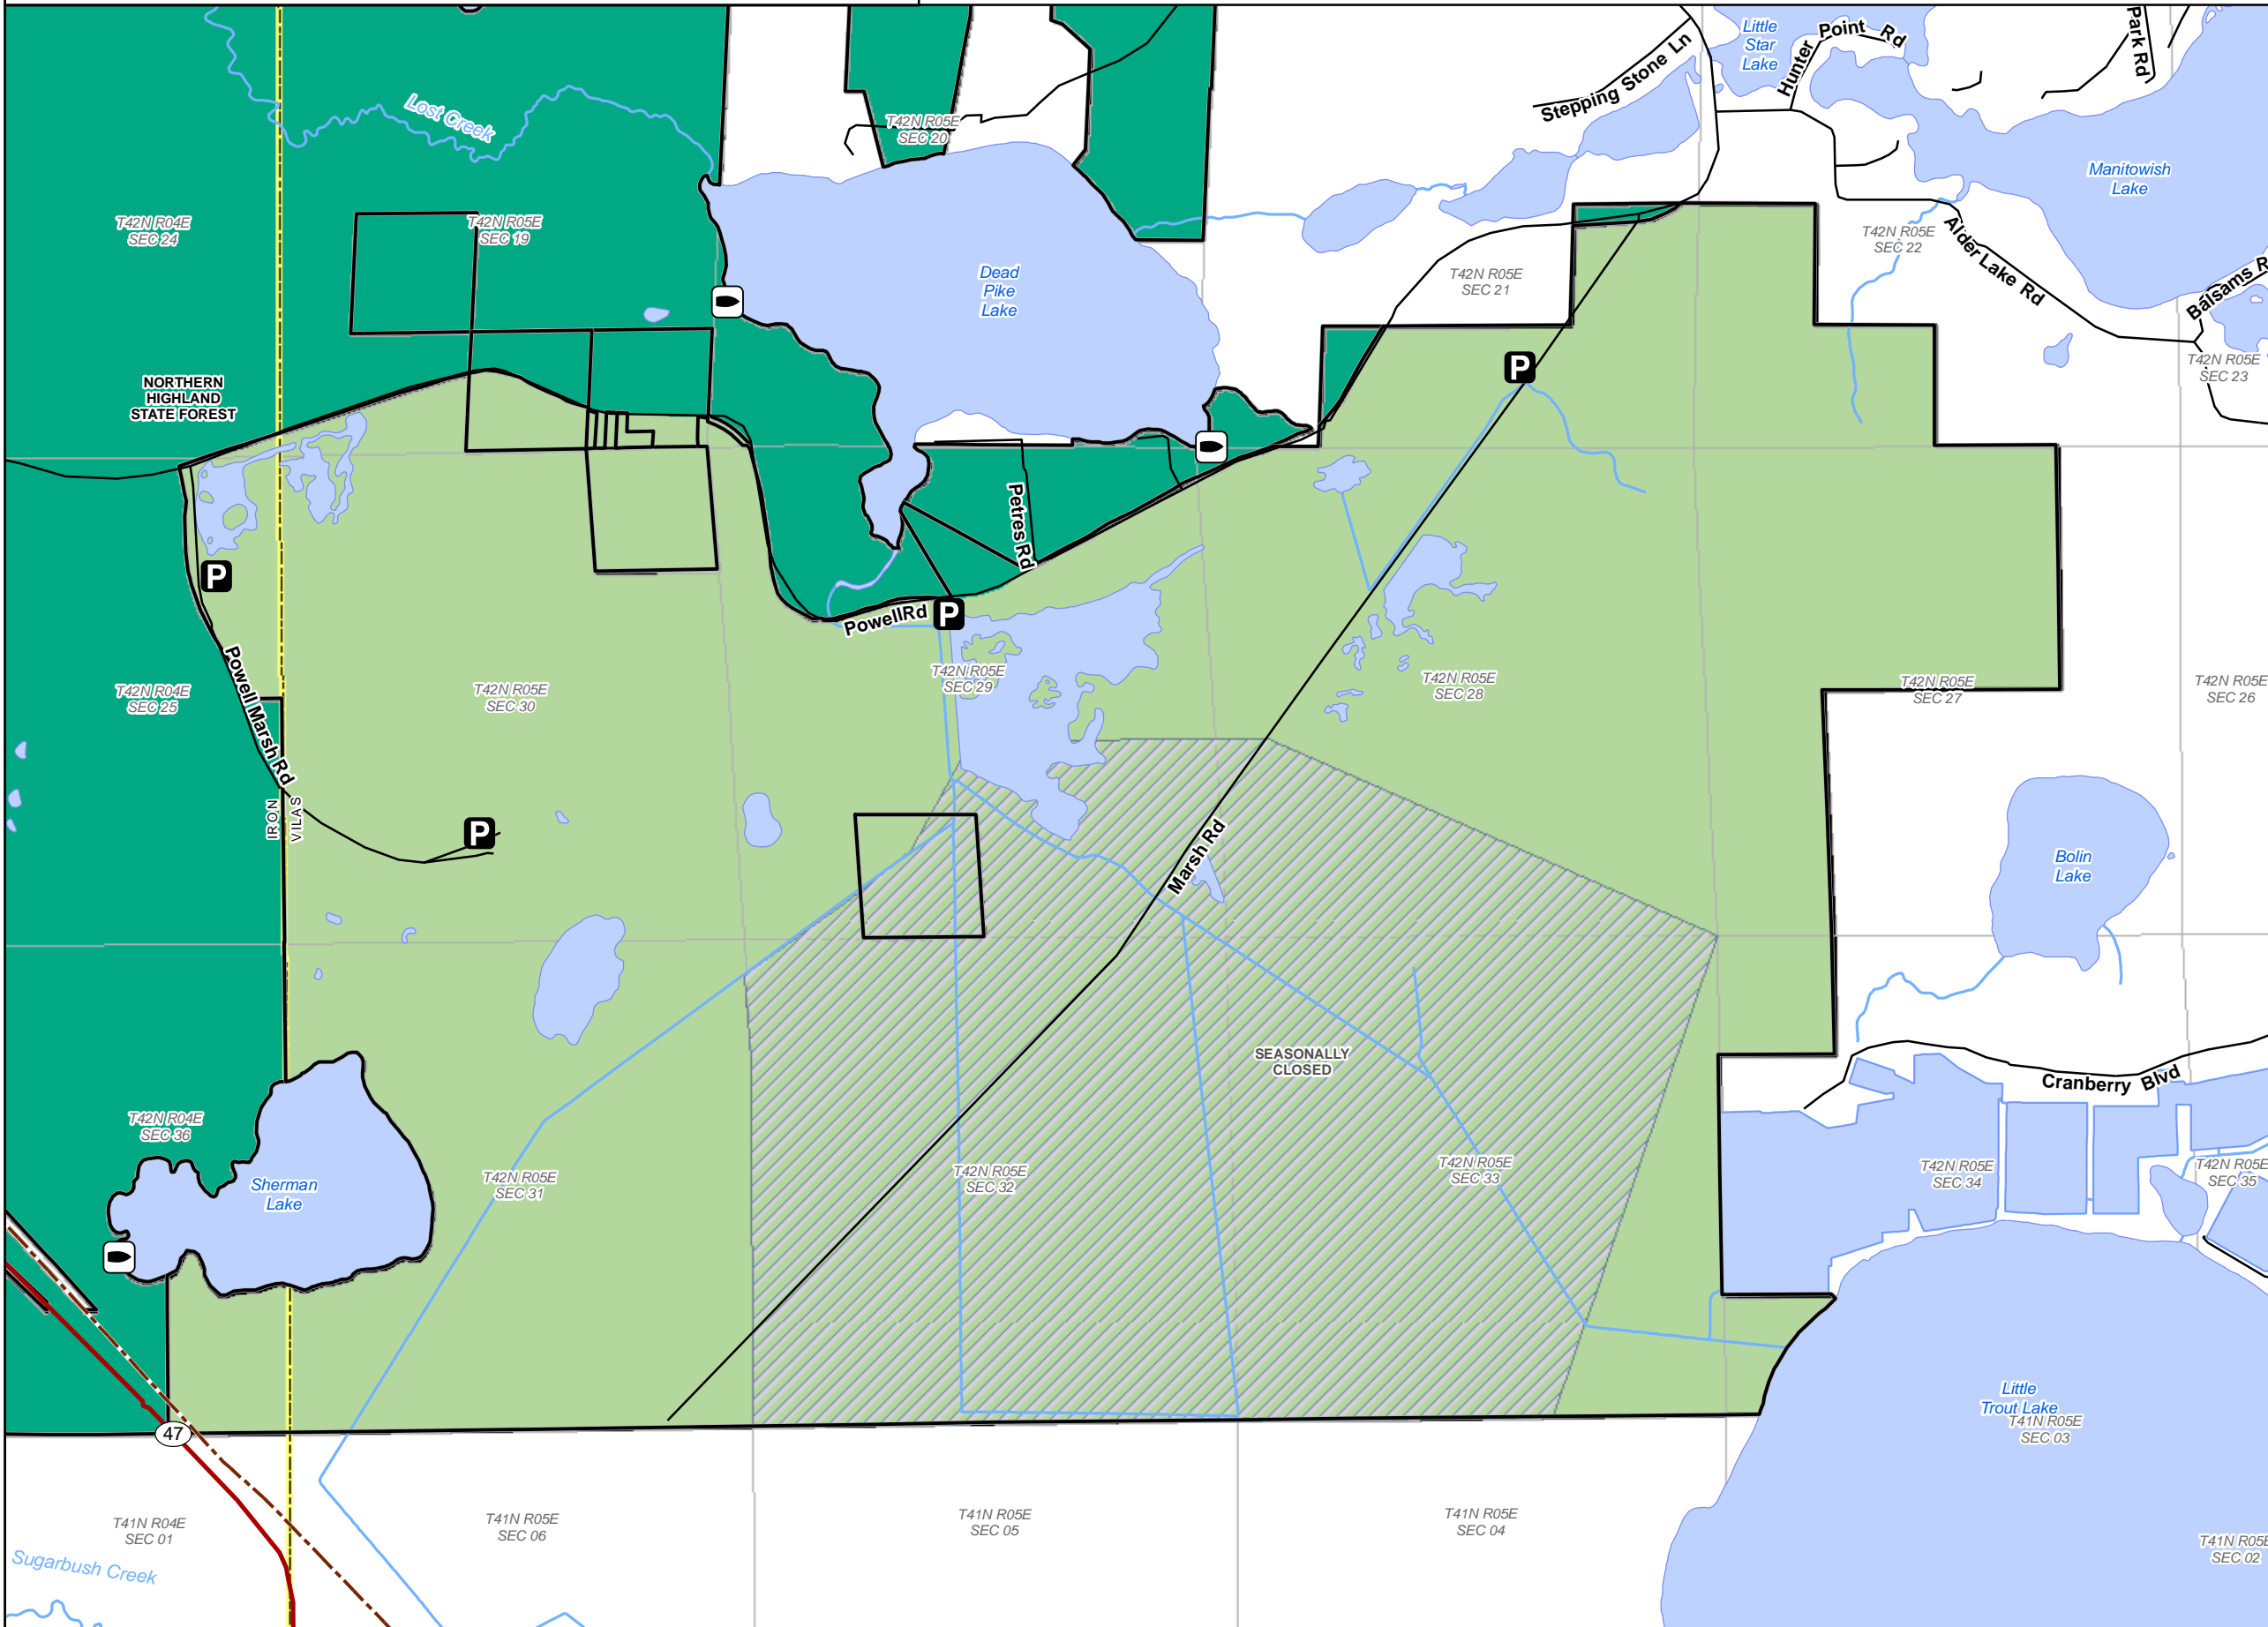 Little
Star
Lake
Hunter Point Rd
Park Rd
Stepping Stone Ln
Lost Creek
T42N R05E
SEC 20
Manitowish
Lake
T42N R04E
SEC 24
T42N R05E
SEC 19
T42N R05E
SEC 22
Alder Lake Rd
Dead
Pike
Lake
T42N R05E
SEC 21
Balsams R
NORTHERN
HIGHLAND
STATE FOREST
P
T42N R05E
SEC 23
Petres Rd
P
P
PowellRd
Powell Marsh Rd
T42N R04E
SEC 25
T42N R05E
SEC 30
T42N R05E
SEC 29
T42N R05E
SEC 28
T42N R05E
SEC 27
T42N R05E
SEC 26
IRON
VILAS
P
Marsh Rd
Bolin
Lake
SEASONALLY
CLOSED
Cranberry Blvd
T42N R04E
SEC 36
Sherman
Lake
T42N R05E
SEC 31
T42N R05E
SEC 32
T42N R05E
SEC 33
T42N R05E
SEC 34
T42N R05E
SEC 35
Little
Trout Lake
T41N R05E
SEC 03
47
T41N R04E
SEC 01
T41N R05E
SEC 06
T41N R05E
SEC 05
T41N R05E
SEC 04
T41N R05E
SEC 02
Sugarbush Creek